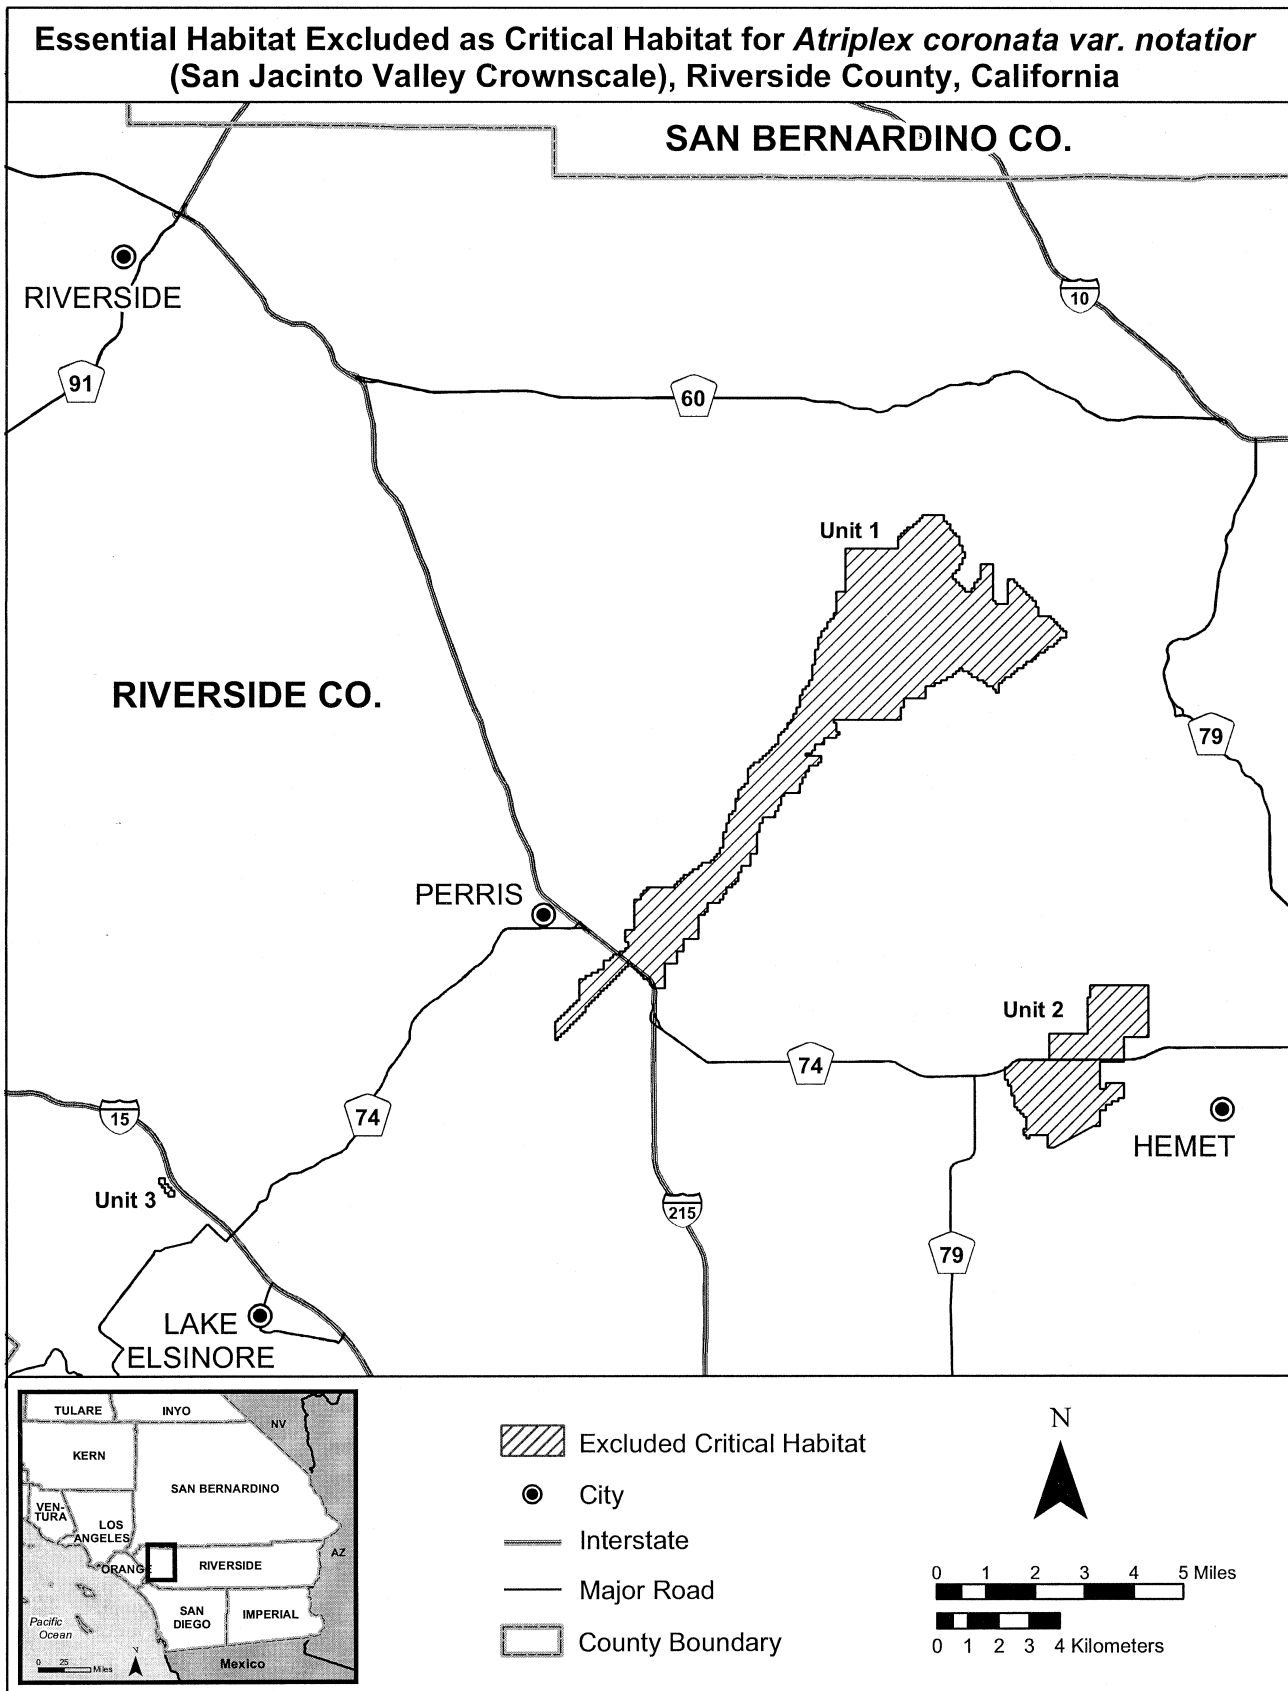 Essential Habitat Excluded as Critical Habitat for Atriplex coronata var. notatior
(San Jacinto Valley Crownscale), Riverside County, California
SAN BERNARDINO CO.
RIVERSIDE
10
91
60
Unit 1
RIVERSIDE CO.
79
PERRIS
Unit 2
74
74
15
HEMET
Unit 3
215
79
LAKE
ELSINORE
TULARE
INYO
NV
KERN
SAN BERNARDINO
VEN-
TURA
LOS
ANGELES
AZ
ORANGE
RIVERSIDE
SAN
DIEGO
IMPERIAL
Pacific
Ocean
N
0 25
Miles
Mexico
Excluded Critical Habitat
City
Interstate
Major Road
County Boundary
N
0 1 2 3 4 5 Miles
0 1 2 3 4 Kilometers